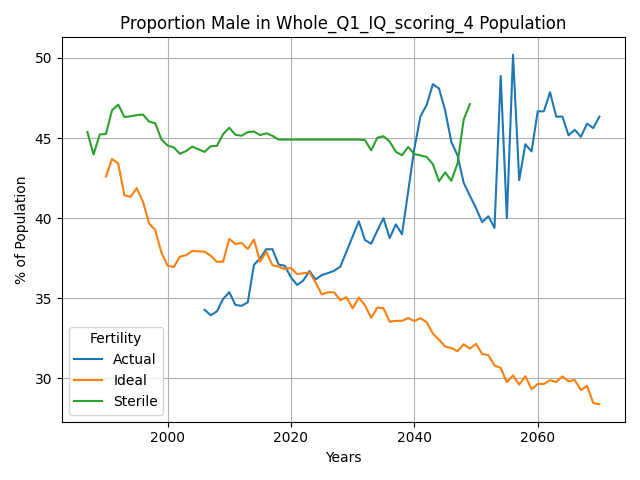 Proportion Male in Whole_Q1_IQ_scoring_4 Population
% of Population
50
45
40
35
30
Fertility
Actual
Ideal
Sterile
2000
2020
2040
2060
Years